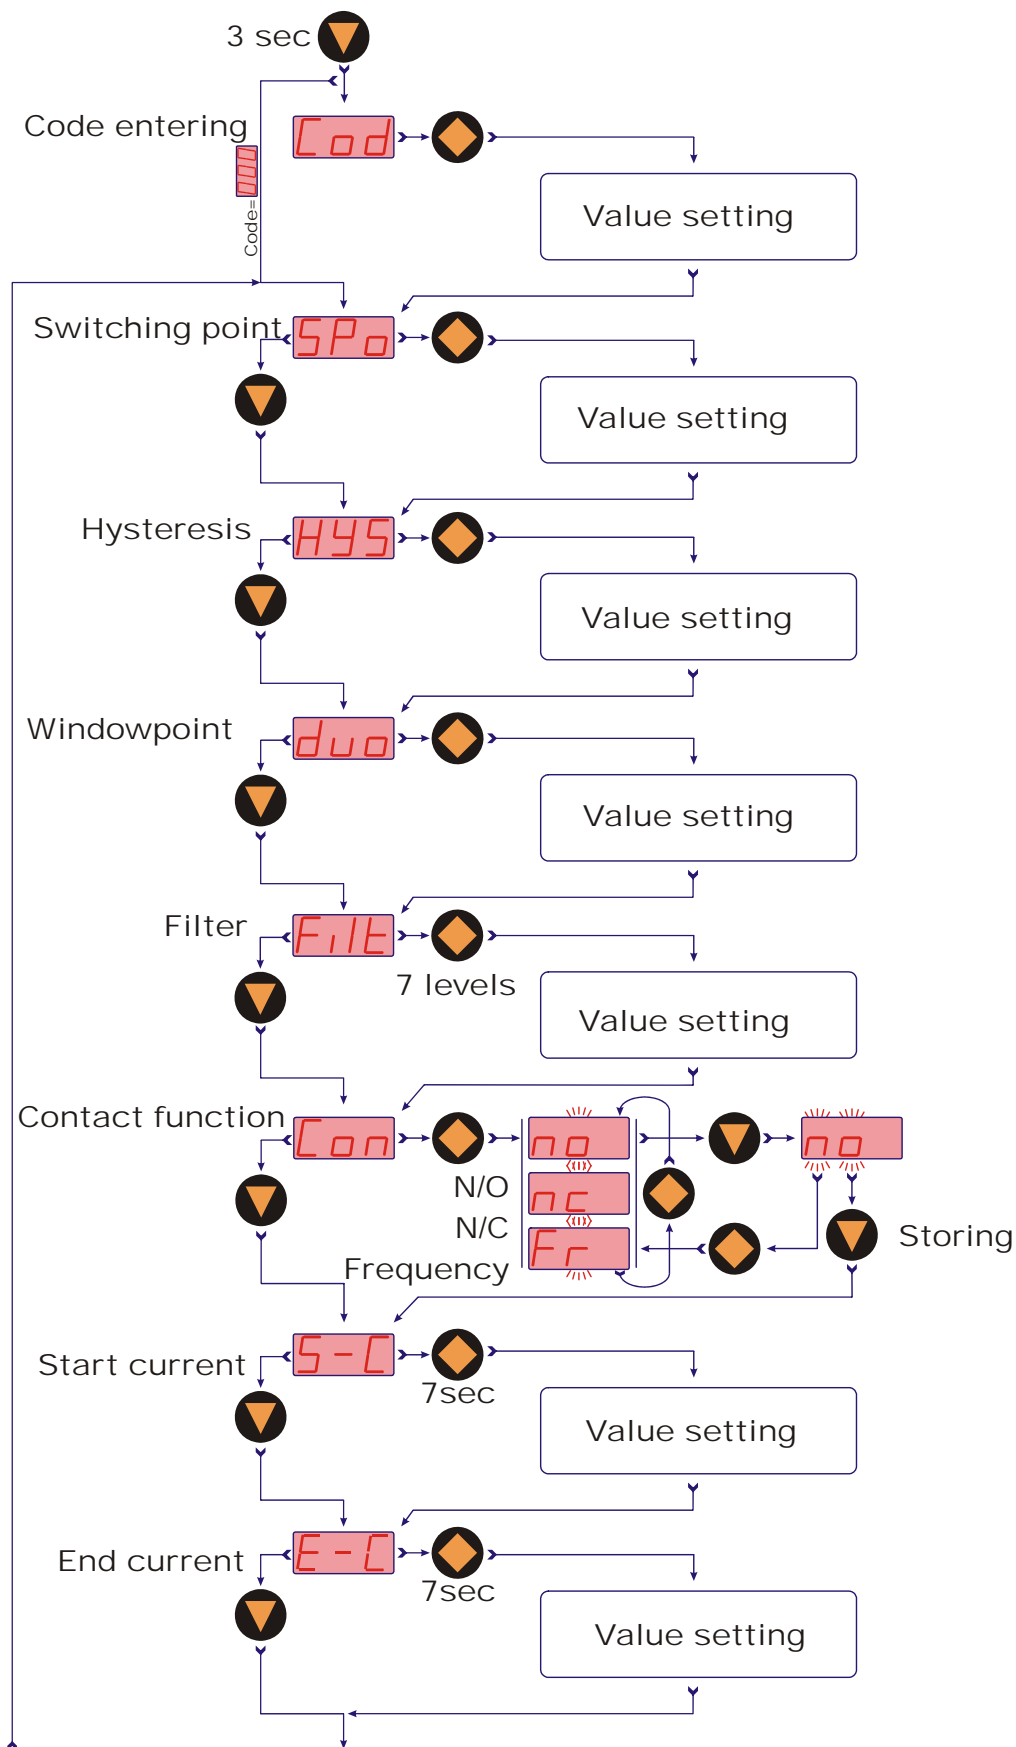 3 sec
Code entering
Cod
Code=
Value setting
Switching point
SPo
Value setting
Hysteresis
HYS
Value setting
Windowpoint
duo
Value setting
Filter
Filt
7 levels
Value setting
Contact function
Con
no
no
N/O
nc
N/C
Fr
Storing
Frequency
S-C
Start current
7sec
Value setting
E-C
End current
7sec
Value setting